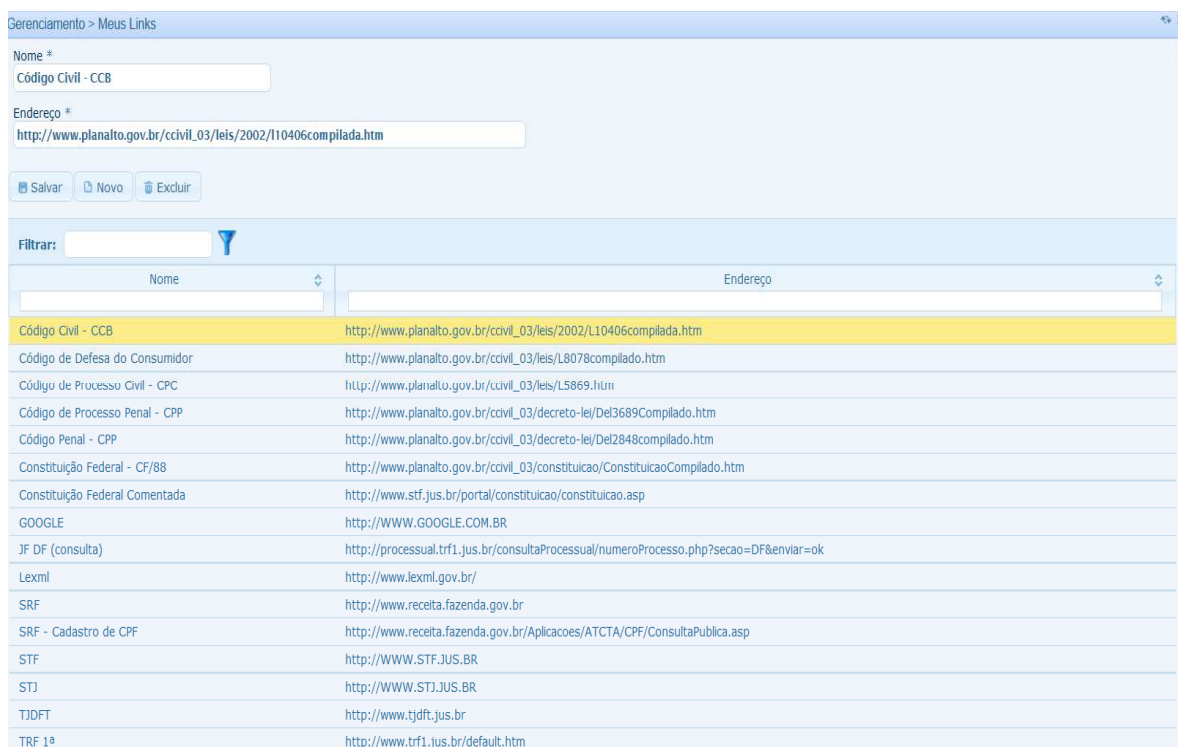 Gerenciamento > Meus Links
Nome *
Código Civil - CCB
Endereço *
http://www.planalto.gov.br/ccivil_03/leis/2002/l10406compilada.htm
Salvar Novo Excluir
Filtrar:
Nome Endereço
Código Civil - CCB http://www.planalto.gov.br/ccivil_03/leis/2002/L10406compilada.htm
Código de Defesa do Consumidor http://www.planalto.gov.br/ccivil_03/leis/L8078compilado.htm
Código de Processo Civil - CPC http://www.planalto.gov.br/ccivil_03/leis/L5869.htm
Código de Processo Penal - CPP http://www.planalto.gov.br/ccivil_03/decreto-lei/Del3689Compilado.htm
Código Penal - CPP http://www.planalto.gov.br/ccivil_03/decreto-lei/Del2848compilado.htm
Constituição Federal - CF/88 http://www.planalto.gov.br/ccivil_03/constituicao/ConstituicaoCompilado.htm
Constituição Federal Comentada http://www.stf.jus.br/portal/constituicao/constituicao.asp
GOOGLE http://WWW.GOOGLE.COM.BR
JF DF (consulta) http://processual.trf1.jus.br/consultaProcessual/numeroProcesso.php?secao=DF&enviar=ok
Lexml http://www.lexml.gov.br/
SRF http://www.receita.fazenda.gov.br
SRF - Cadastro de CPF http://www.receita.fazenda.gov.br/Aplicacoes/ATCTA/CPF/ConsultaPublica.asp
STF http://WWW.STF.JUS.BR
STJ http://WWW.STJ.JUS.BR
TJDFT http://www.tjdft.jus.br
TRF 1ª http://www.trf1.jus.br/default.htm